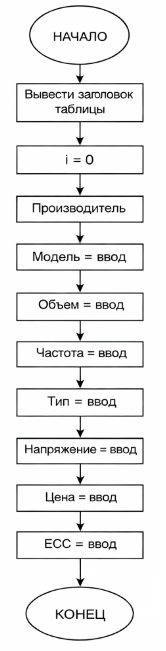 НАЧАЛО
Вывести заголовок
таблицы
i = 0
Производитель
Модель = ввод
Объем = ввод
Частота = ввод
Тип = ввод
Напряжение = ввод
Цена = ввод
ECC = ввод
КОНЕЦ